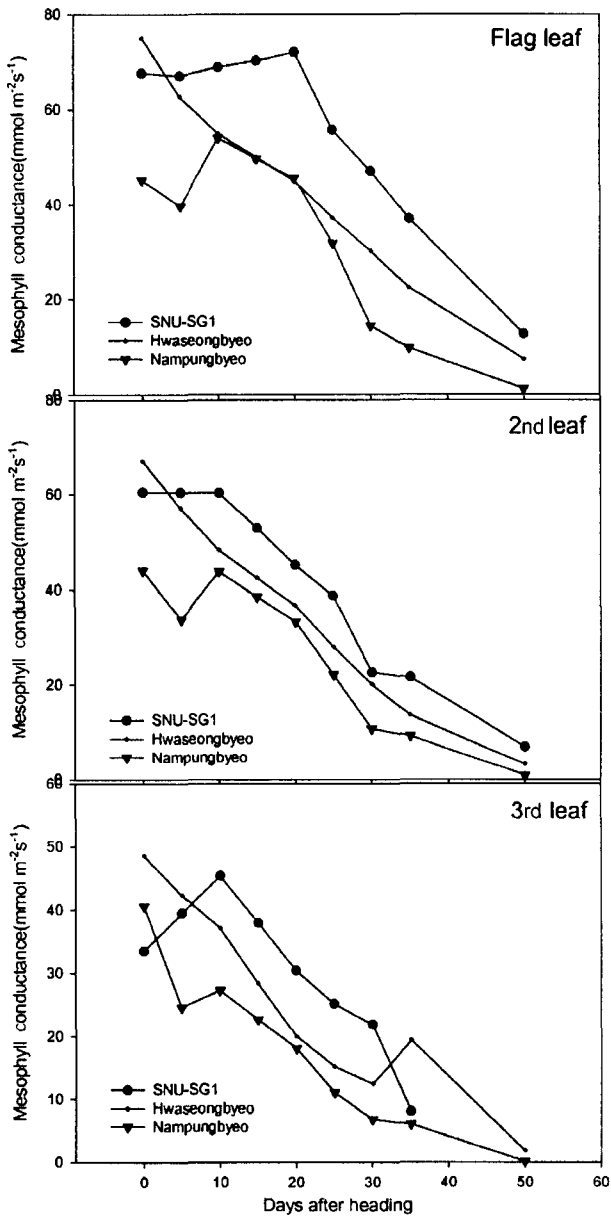 Flag leaf
Mesophyll conductance(mmol m⁻²s⁻¹)
80
60
40
20
0
SNU-SG1
Hwaseongbyeo
Nampungbyeo
2nd leaf
Mesophyll conductance(mmol m⁻²s⁻¹)
80
60
40
20
0
SNU-SG1
Hwaseongbyeo
Nampungbyeo
3rd leaf
Mesophyll conductance(mmol m⁻²s⁻¹)
60
50
40
30
20
10
0
SNU-SG1
Hwaseongbyeo
Nampungbyeo
0 10 20 30 40 50 60
Days after heading